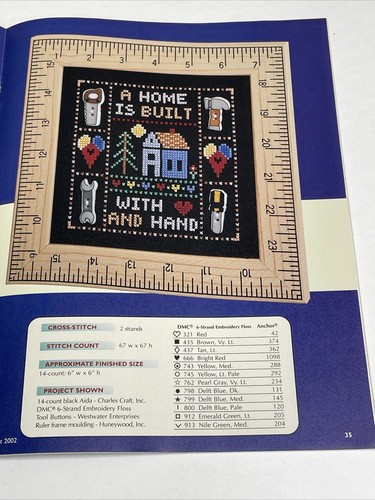 A HOME
IS BUILT
WITH
AND HAND
CROSS-STITCH 2 strands
STITCH COUNT 67 w x 67 h
APPROXIMATE FINISHED SIZE
14-count: 6" w x 6" h
PROJECT SHOWN
14-count black Aida - Charles Craft, Inc.
DMC® 6-Strand Embroidery Floss
Tool Buttons - Westwater Enterprises
Ruler frame moulding - Huneywood, Inc.
DMC® 6-Strand Embroidery Floss Anchor®
321 Red 42
435 Brown, Vy. Lt. 374
437 Tan, Lt. 362
666 Bright Red 1098
743 Yellow, Med. 288
745 Yellow, Lt. Pale 292
762 Pearl Gray, Vy. Lt. 234
798 Delft Blue, Dk. 131
799 Delft Blue, Med. 145
800 Delft Blue, Pale 120
912 Emerald Green, Lt. 205
913 Nile Green, Med. 204
2002
35